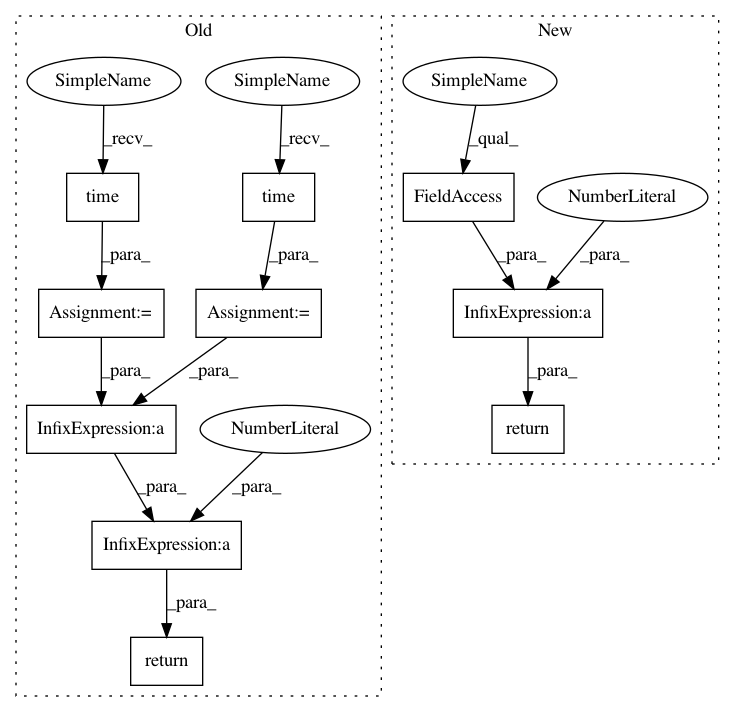 Old
New
SimpleName
SimpleName
SimpleName
_recv_
_recv_
_qual_
time
time
FieldAccess
NumberLiteral
_para_
_para_
_para_
_para_
Assignment:=
Assignment:=
InfixExpression:a
_para_
_para_
_para_
InfixExpression:a
NumberLiteral
return
_para_
_para_
InfixExpression:a
_para_
return